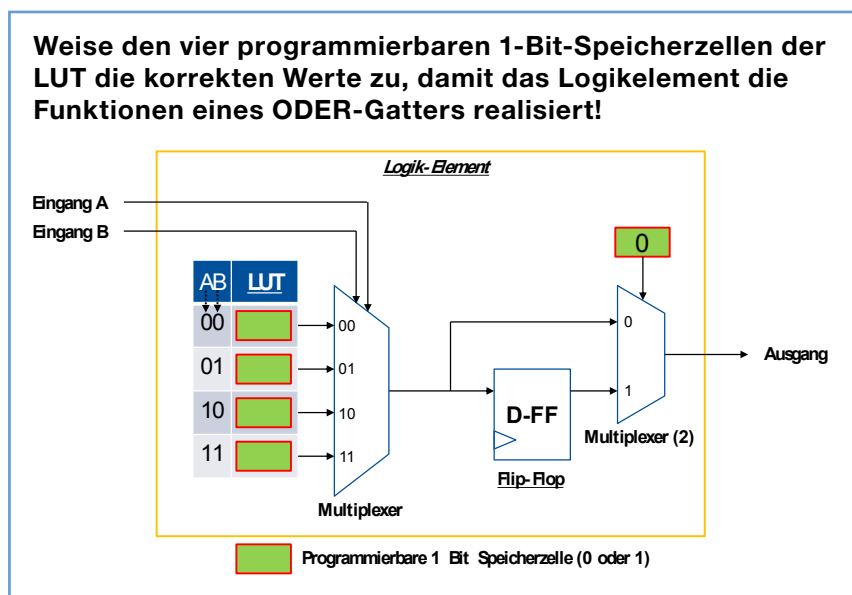 Weise den vier programmierbaren 1-Bit-Speicherzellen der
LUT die korrekten Werte zu, damit das Logikelement die
Funktionen eines ODER-Gatters realisiert!
Logik-Element
Eingang A
Eingang B
0
AB LUT
00 00 0
01 01
10 10
11 11
1
Ausgang
D-FF
Multiplexer (2)
Flip-Flop
Multiplexer
Programmierbare 1 Bit Speicherzelle (0 oder 1)